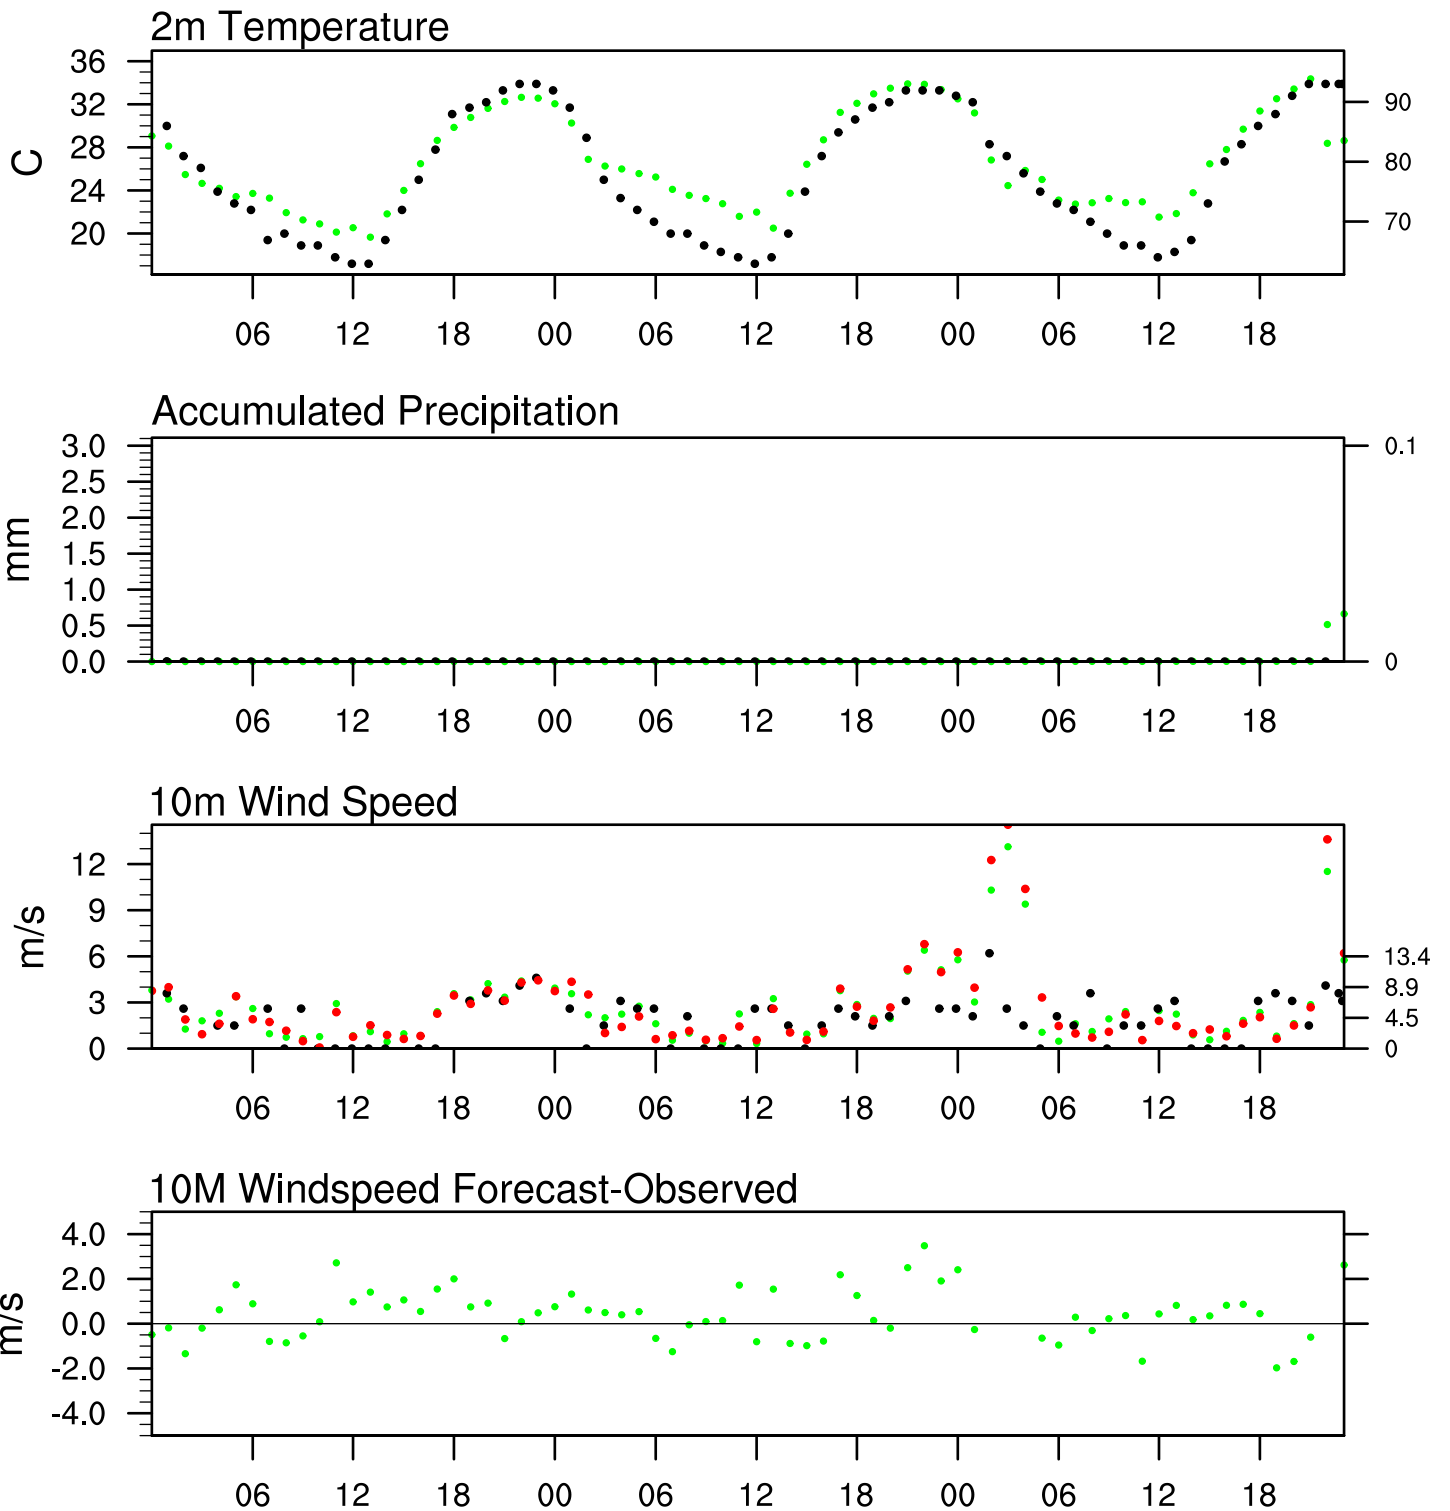 2m Temperature
36
32
28
24
20
C
90
80
70
06 12 18 00 06 12 18 00 06 12 18
Accumulated Precipitation
3.0
2.5
2.0
1.5
1.0
0.5
0.0
mm
0.1
0
06 12 18 00 06 12 18 00 06 12 18
10m Wind Speed
12
9
6
3
0
m/s
13.4
8.9
4.5
0
06 12 18 00 06 12 18 00 06 12 18
10M Windspeed Forecast-Observed
4.0
2.0
0.0
-2.0
-4.0
m/s
06 12 18 00 06 12 18 00 06 12 18